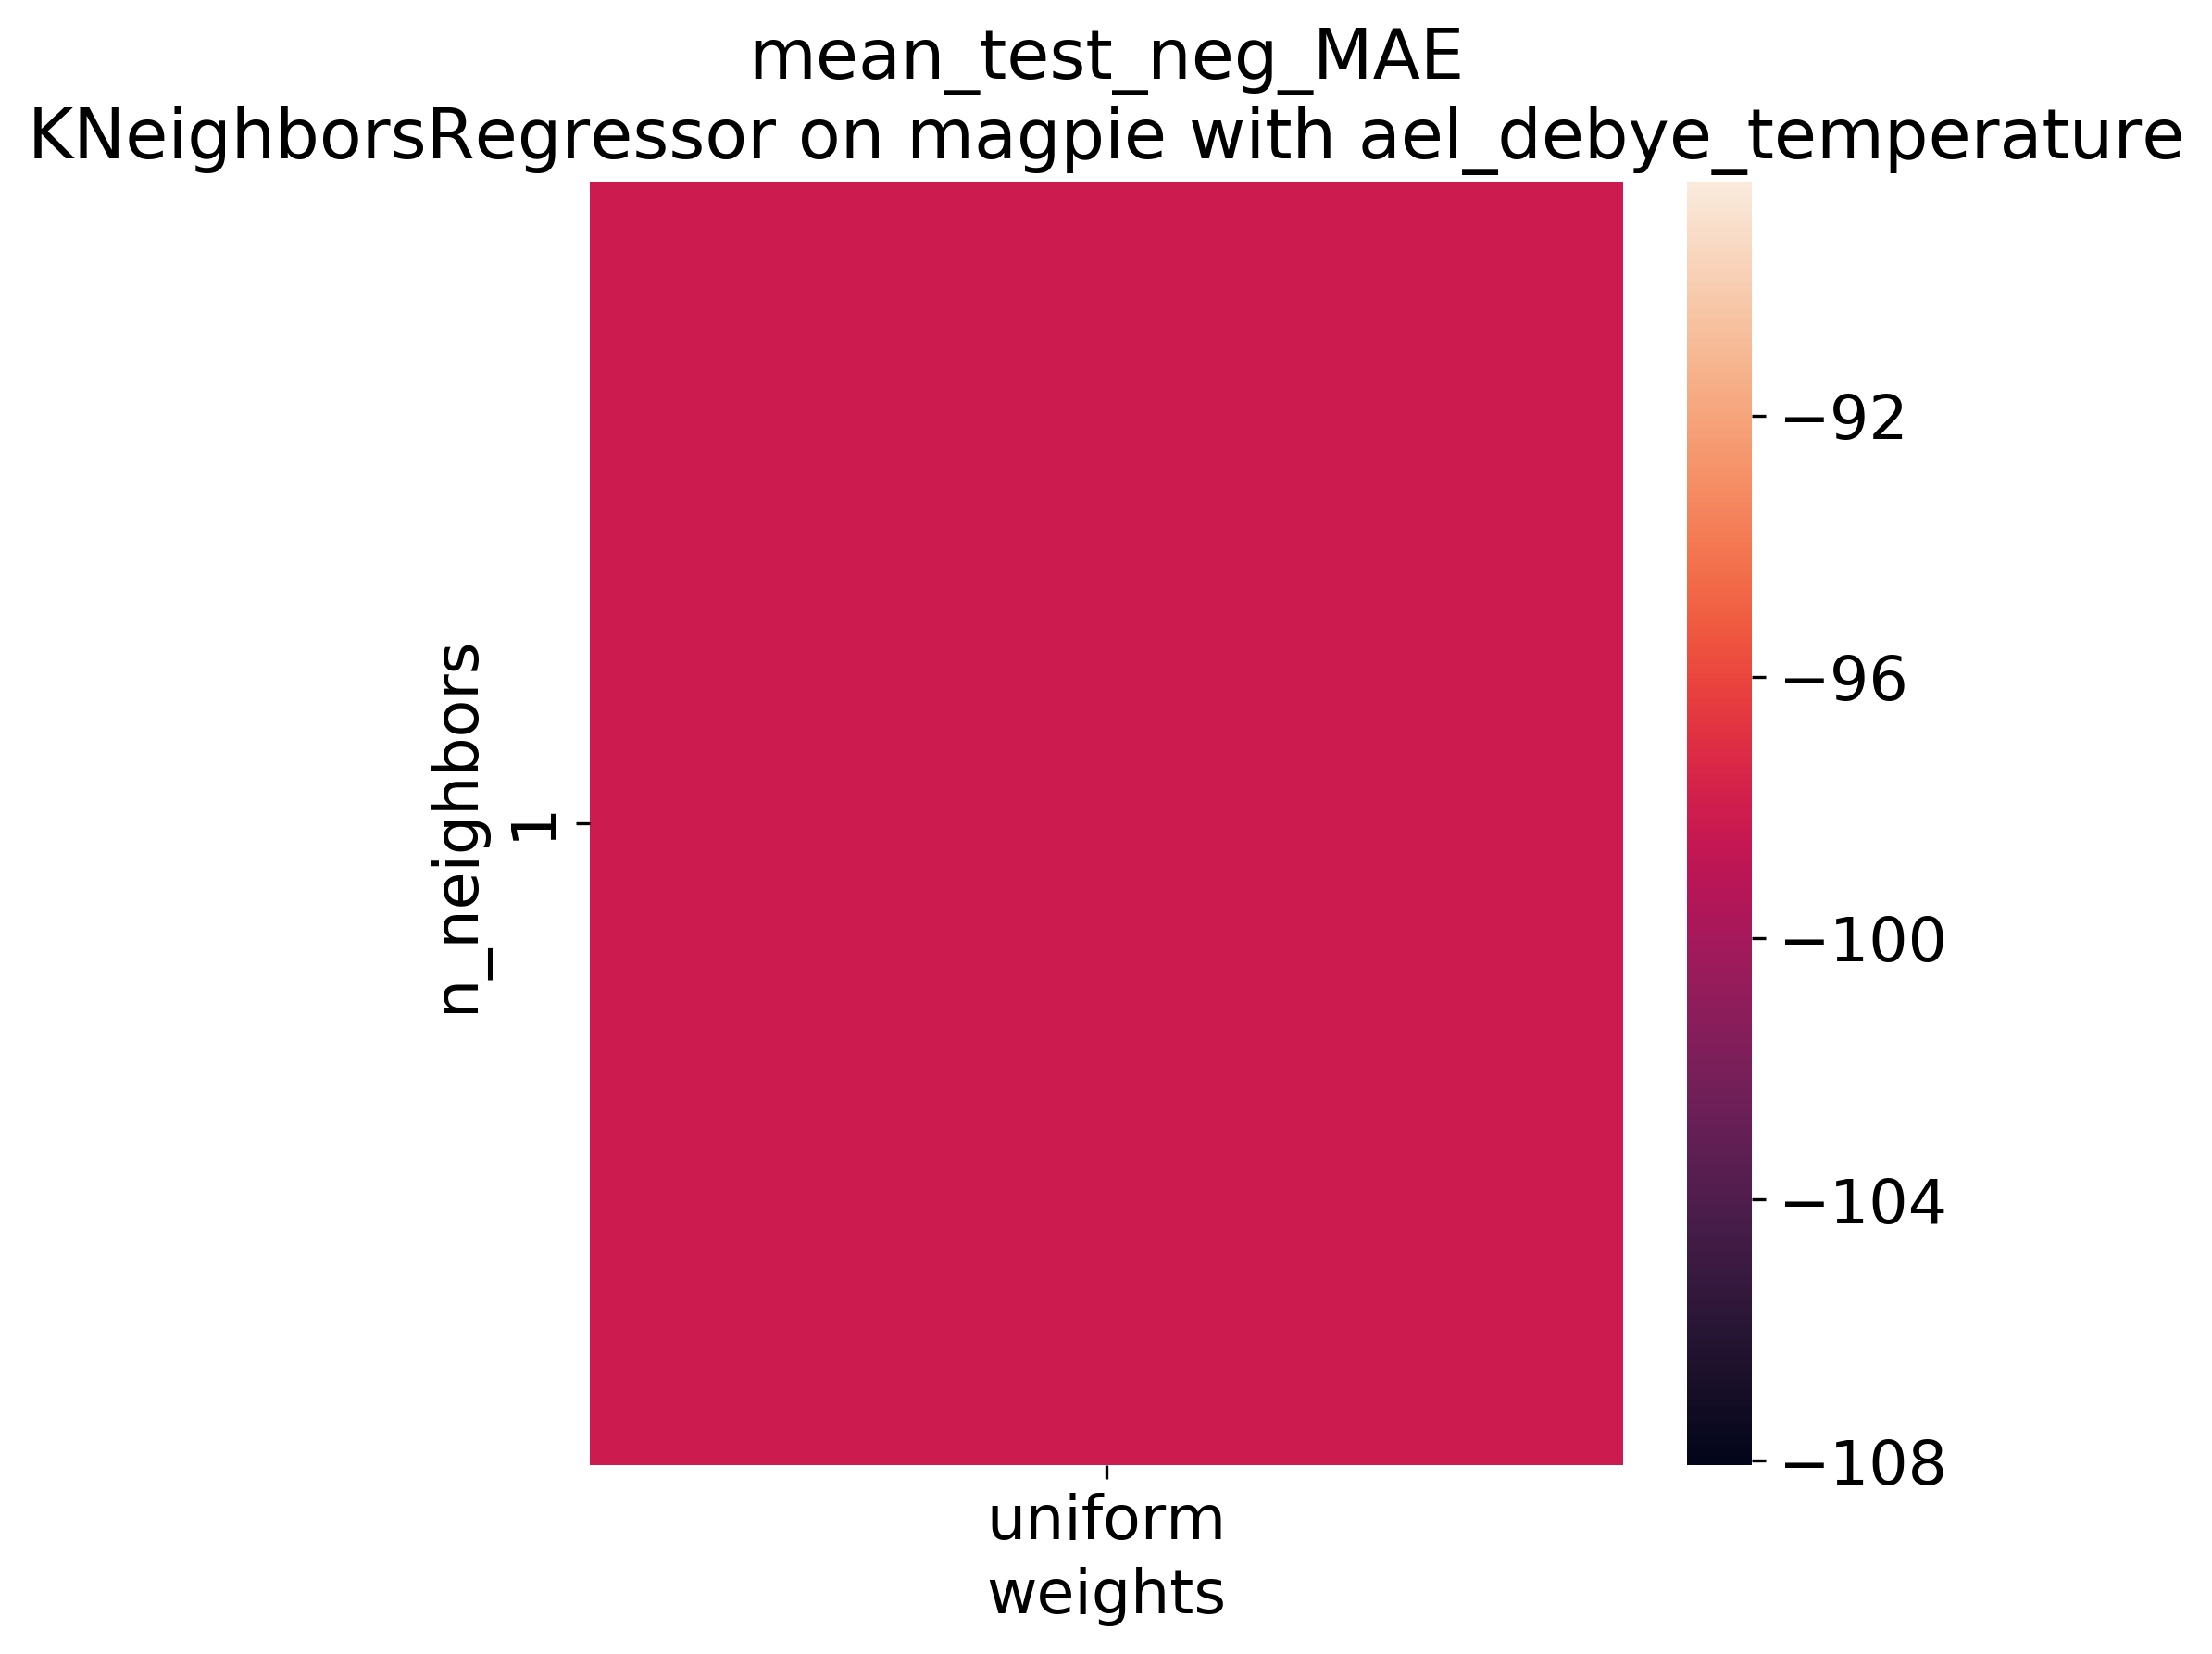 mean_test_neg_MAE
KNeighborsRegressor on magpie with ael_debye_temperature
n_neighbors
1
uniform
weights
−92
−96
−100
−104
−108